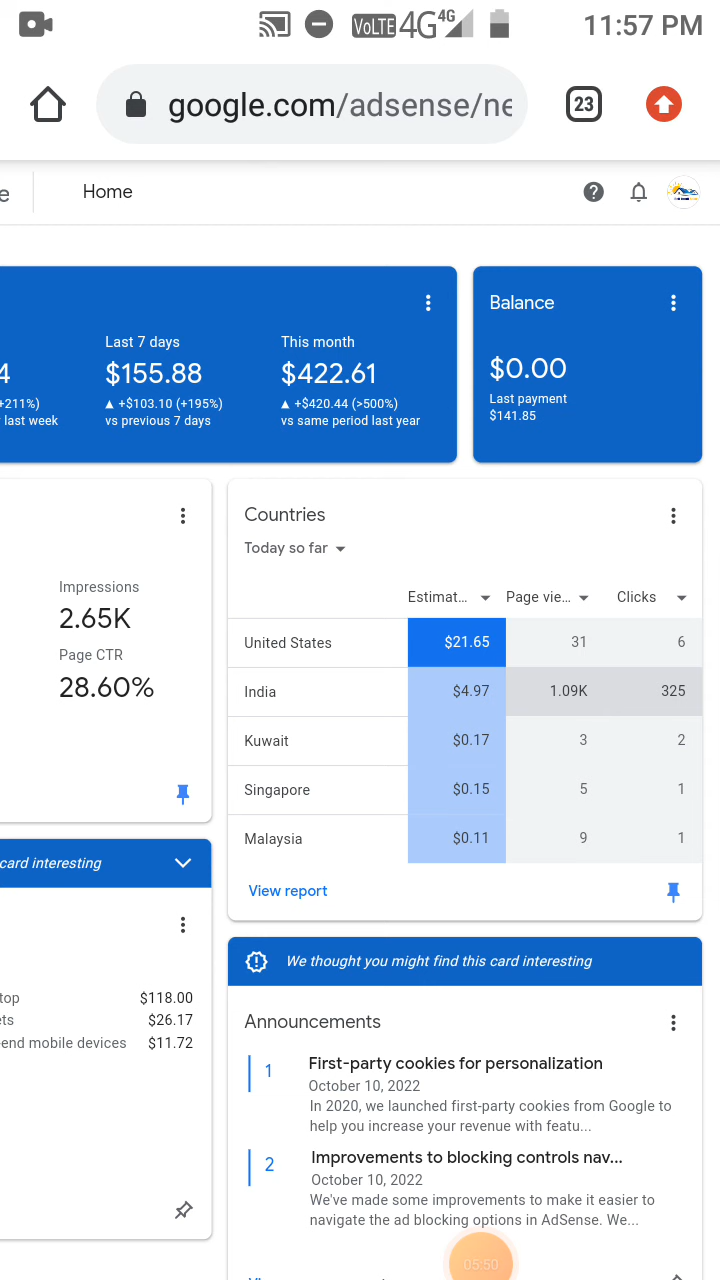 VoLTE 4G 4G 11:57 PM
google.com/adsense/ne
23
e
Home
Balance
Last 7 days
This month
4
$155.88
$422.61
$0.00
+211%)
▲ +$103.10 (+195%)
▲ +$420.44 (>500%)
Last payment
last week
vs previous 7 days
vs same period last year
$141.85
Countries
Today so far
Impressions
2.65K
Page CTR
28.60%
Estimat... Page vie... Clicks
United States $21.65 31 6
India $4.97 1.09K 325
Kuwait $0.17 3 2
Singapore $0.15 5 1
Malaysia $0.11 9 1
View report
card interesting
top $118.00
ets $26.17
-end mobile devices $11.72
We thought you might find this card interesting
Announcements
1 First-party cookies for personalization
October 10, 2022
In 2020, we launched first-party cookies from Google to
help you increase your revenue with featu...
2 Improvements to blocking controls nav...
October 10, 2022
We've made some improvements to make it easier to
navigate the ad blocking options in AdSense. We...
05:50